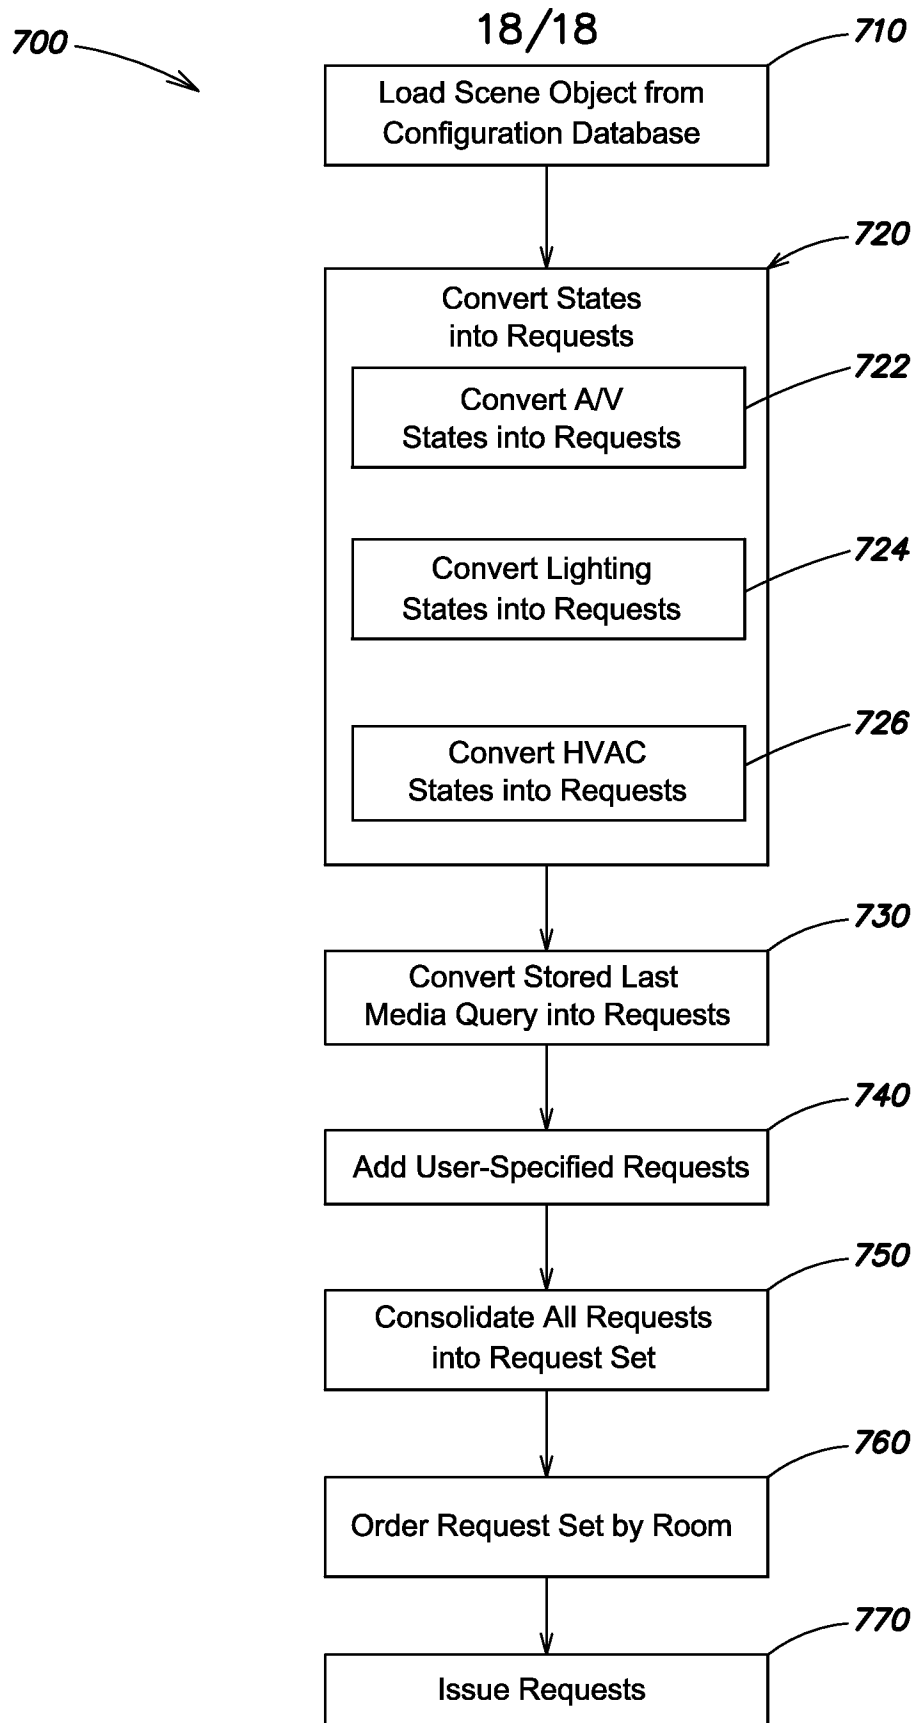 18/18
700
710
Load Scene Object from
Configuration Database
720
Convert States
into Requests
722
Convert A/V
States into Requests
724
Convert Lighting
States into Requests
726
Convert HVAC
States into Requests
730
Convert Stored Last
Media Query into Requests
740
Add User-Specified Requests
750
Consolidate All Requests
into Request Set
760
Order Request Set by Room
770
Issue Requests